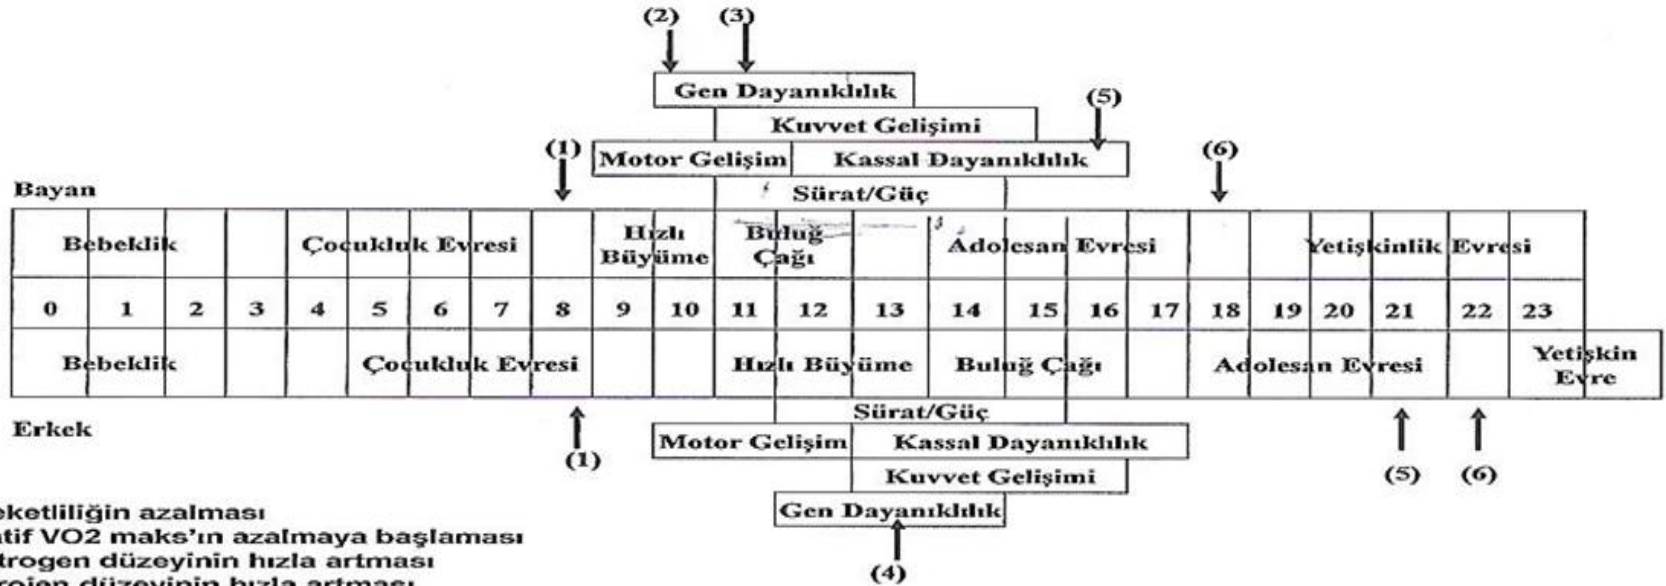 (2) (3)
Gen Dayanıklılık
(5)
Kuvvet Gelişimi
(1) Motor Gelişim Kassal Dayanıklılık (6)
Bayan Sürat/Güç
Bebeklik Çocukluk Evresi Hızlı Büyüme Buluğ Çağı Adolesan Evresi Yetişkinlik Evresi
0 1 2 3 4 5 6 7 8 9 10 11 12 13 14 15 16 17 18 19 20 21 22 23
Bebeklik Çocukluk Evresi Hızlı Büyüme Buluğ Çağı Adolesan Evresi Yetişkin Evre
Sürat/Güç
Erkek
Motor Gelişim Kassal Dayanıklılık
(1) Kuvvet Gelişimi (5) (6)
Gen Dayanıklılık
eketliliğin azalması
atif VO2 maks'ın azalmaya başlaması
trogen düzeyinin hızla artması
rojen düzeyinin hızla artması
(4)